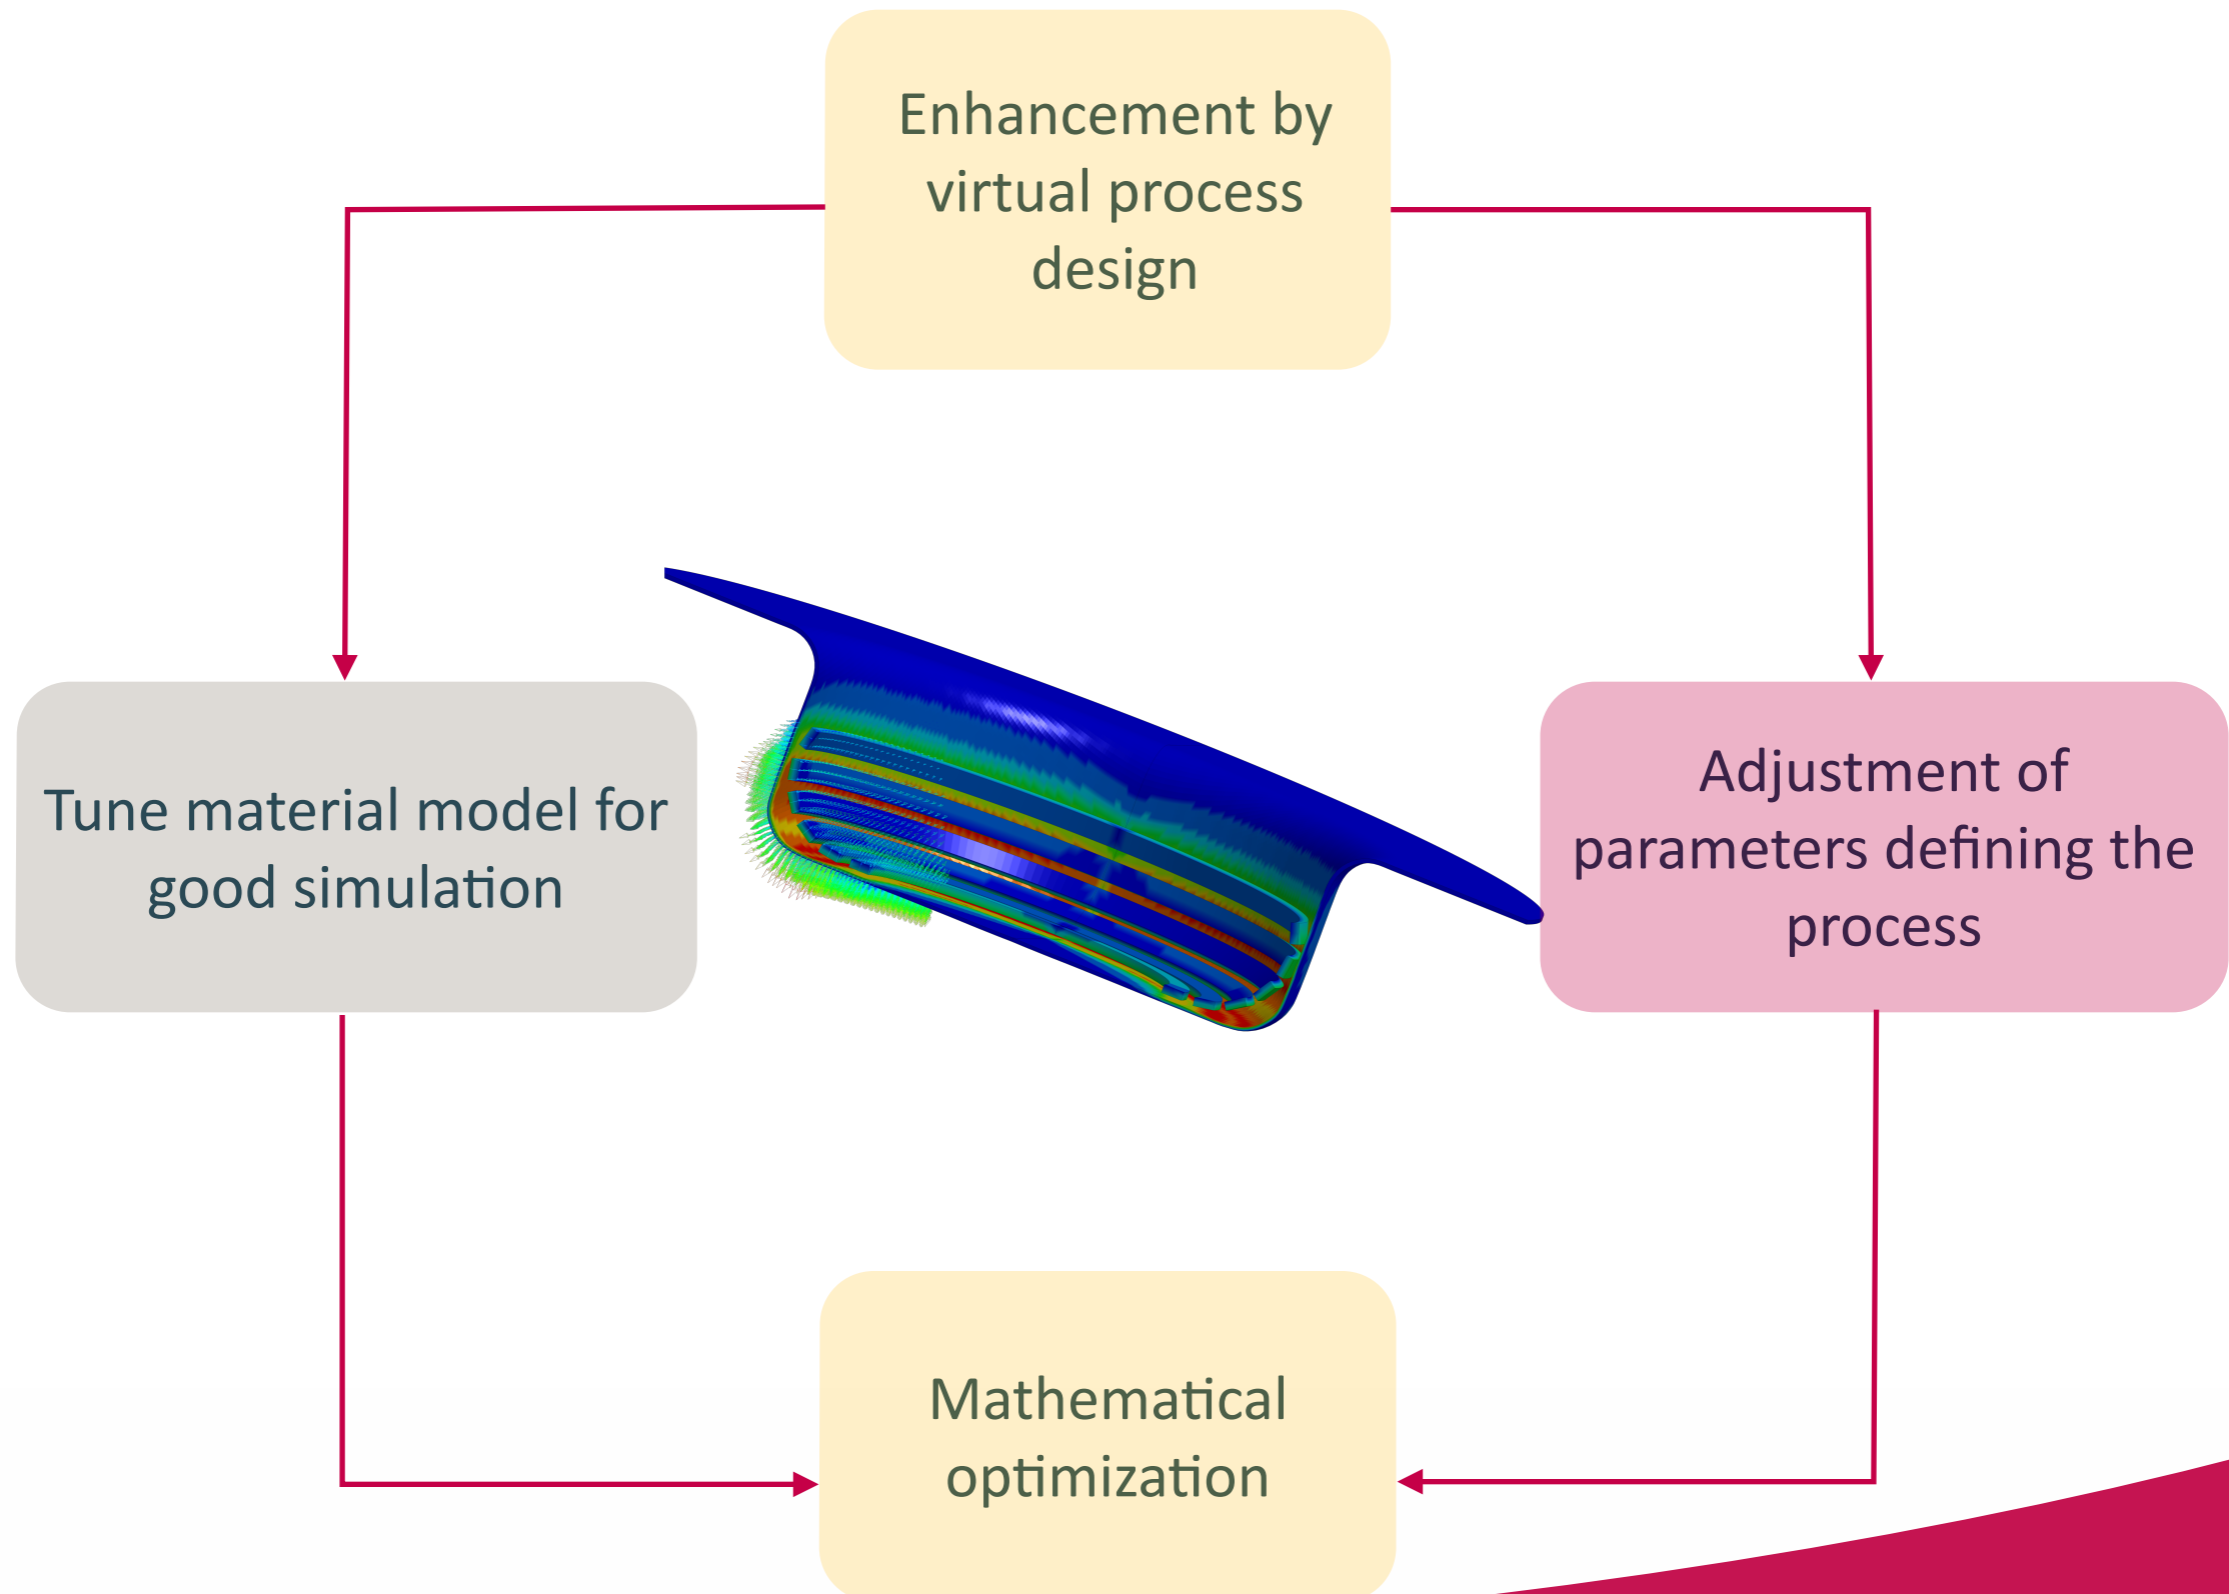 Enhancement by
virtual process
design
Tune material model for
good simulation
Adjustment of
parameters defining the
process
Mathematical
optimization